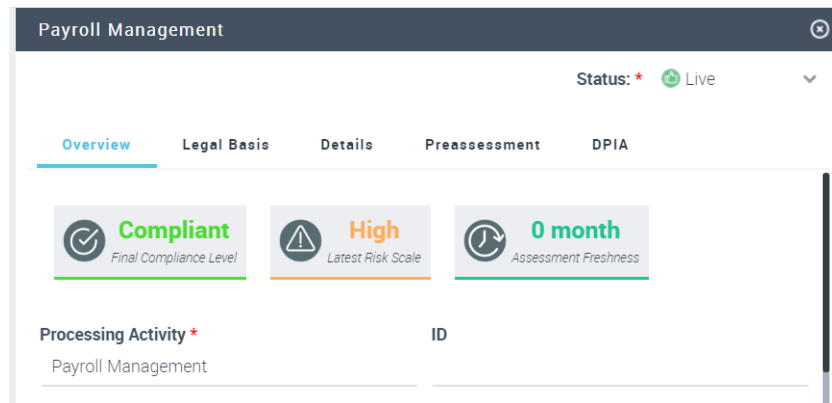 Payroll Management
Status: * Live
Overview Legal Basis Details Preassessment DPIA
Compliant High 0 month
Final Compliance Level Latest Risk Scale Assessment Freshness
Processing Activity * ID
Payroll Management